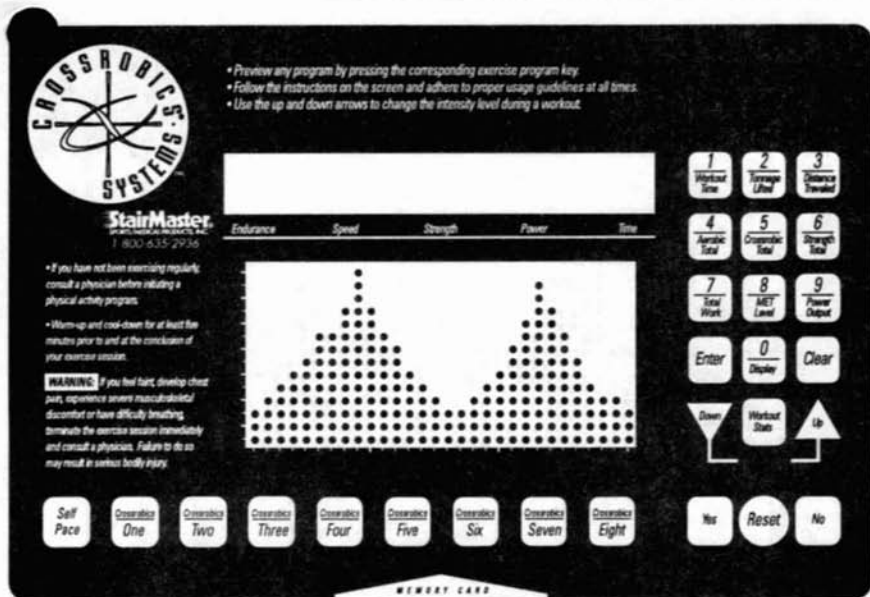 CROSSROBICS · SYSTEMS
StairMaster®
SPORTS/MEDICAL PRODUCTS, INC.
1 800-635-2936
• Preview any program by pressing the corresponding exercise program key.
• Follow the instructions on the screen and adhere to proper usage guidelines at all times.
• Use the up and down arrows to change the intensity level during a workout.
Endurance Speed Strength Power Time
• If you have not been exercising regularly,
consult a physician before initiating a
physical activity program.
• Warm-up and cool-down for at least five
minutes prior to and at the conclusion of
your exercise session.
WARNING: If you feel faint, develop chest
pain, experience severe musculoskeletal
discomfort or have difficulty breathing,
terminate the exercise session immediately
and consult a physician. Failure to do so
may result in serious bodily injury.
1 2 3
Workout Tonnage Distance
Time Lifted Traveled
4 5 6
Aerobic Crossrobic Strength
Total Total Total
7 8 9
Total MET Power
Work Level Output
Enter 0 Clear
Display
Down Workout Up
Stats
Self Crossrobics Crossrobics Crossrobics Crossrobics Crossrobics Crossrobics Crossrobics Crossrobics
Pace One Two Three Four Five Six Seven Eight
Yes Reset No
MEMORY CARD